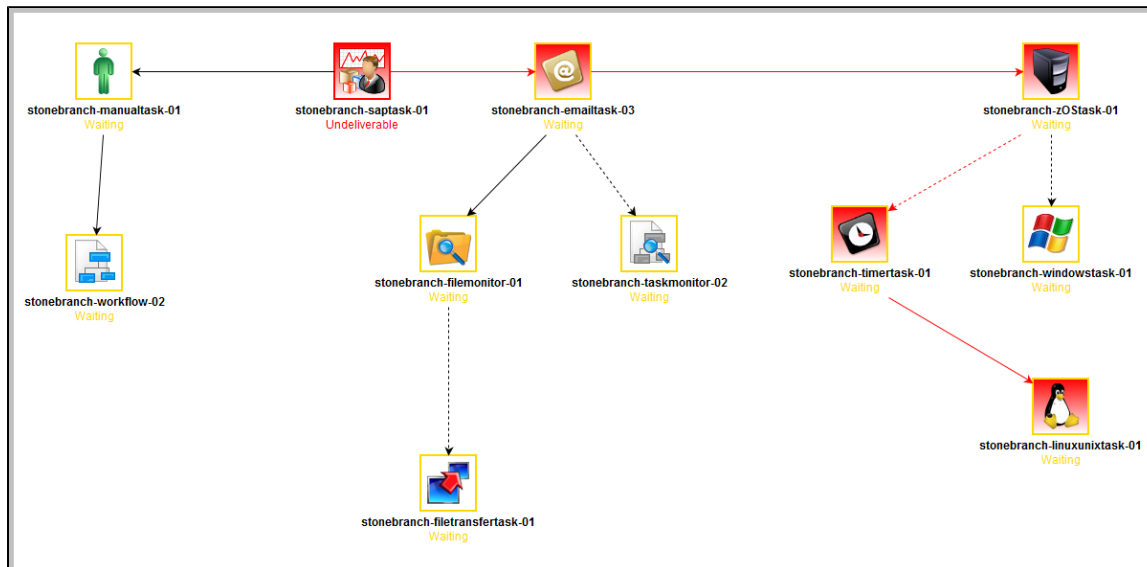 stonebranch-manualtask-01
Waiting
stonebranch-saptask-01
Undeliverable
@
stonebranch-emailtask-03
Waiting
stonebranch-zOStask-01
Waiting
stonebranch-workflow-02
Waiting
stonebranch-filemonitor-01
Waiting
stonebranch-taskmonitor-02
Waiting
stonebranch-timertask-01
Waiting
stonebranch-windowstask-01
Waiting
stonebranch-linuxunixtask-01
Waiting
stonebranch-filetransfertask-01
Waiting